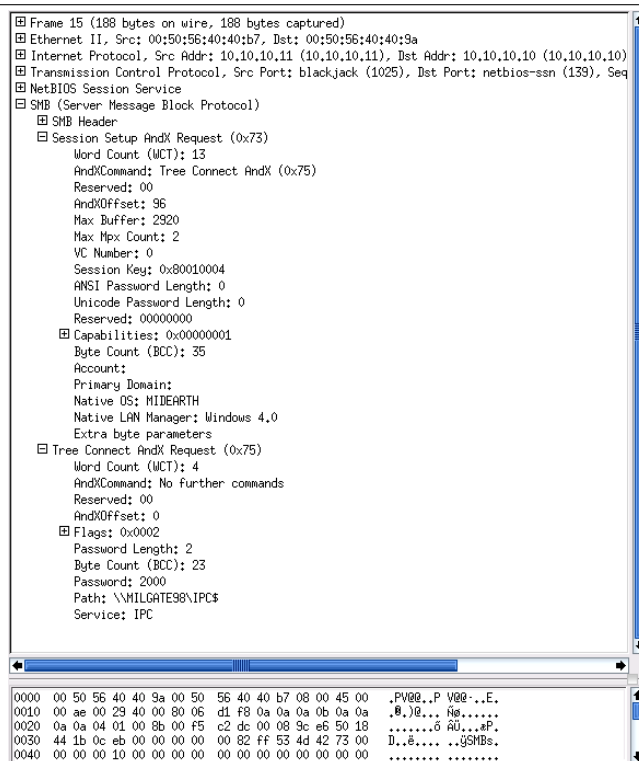 Frame 15 (188 bytes on wire, 188 bytes captured)
Ethernet II, Src: 00:50:56:40:40:b7, Dst: 00:50:56:40:40:9a
Internet Protocol, Src Addr: 10.10.10.11 (10.10.10.11), Dst Addr: 10.10.10.10 (10.10.10.10)
Transmission Control Protocol, Src Port: blackjack (1025), Dst Port: netbios-ssn (139), Seq
NetBIOS Session Service
SMB (Server Message Block Protocol)
SMB Header
Session Setup AndX Request (0x73)
Word Count (WCT): 13
AndXCommand: Tree Connect AndX (0x75)
Reserved: 00
AndXOffset: 96
Max Buffer: 2920
Max Mpx Count: 2
VC Number: 0
Session Key: 0x80010004
ANSI Password Length: 0
Unicode Password Length: 0
Reserved: 00000000
Capabilities: 0x00000001
Byte Count (BCC): 35
Account:
Primary Domain:
Native OS: MIDEARTH
Native LAN Manager: Windows 4.0
Extra byte parameters
Tree Connect AndX Request (0x75)
Word Count (WCT): 4
AndXCommand: No further commands
Reserved: 00
AndXOffset: 0
Flags: 0x0002
Password Length: 2
Byte Count (BCC): 23
Password: 2000
Path: \\MILGATE98\IPC$
Service: IPC
0000 00 50 56 40 40 9a 00 50 56 40 40 b7 08 00 45 00 .PV@@..P V@@·..E.
0010 00 ae 00 29 40 00 80 06 d1 f8 0a 0a 0a 0b 0a 0a .®.)@... Ñø......
0020 0a 0a 04 01 00 8b 00 f5 c2 dc 00 08 9c e6 50 18 .......õ ÂÜ...æP.
0030 44 1b 0c eb 00 00 00 00 00 82 ff 53 4d 42 73 00 D..ë.... ..ÿSMBs.
0040 00 00 00 10 00 00 00 00 00 00 00 00 00 00 00 00 ........ ........